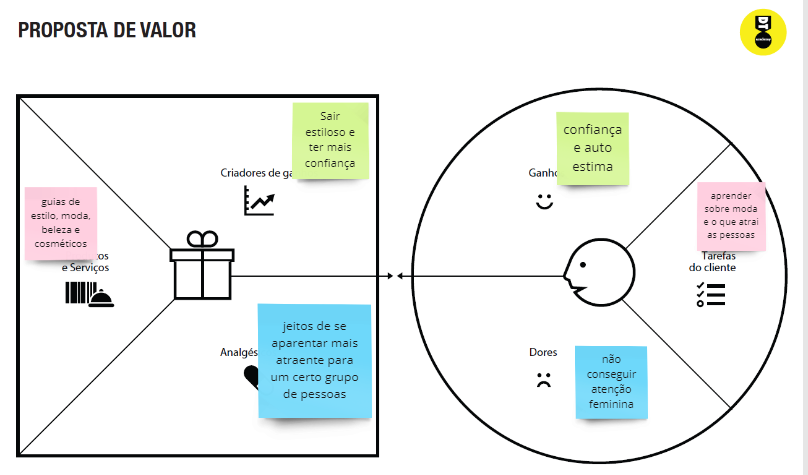 PROPOSTA DE VALOR
DT
Sair
estiloso e
ter mais
confiança
Criadores de ga
guias de
estilo, moda,
beleza e
cosméticos
os
e Serviços
jeitos de se
aparentar mais
atraente para
um certo grupo
de pessoas
Analgés
confiança
e auto
estima
Ganho
aprender
sobre moda
e o que atrai
as pessoas
Tarefas
do cliente
Dores
não
conseguir
atenção
feminina